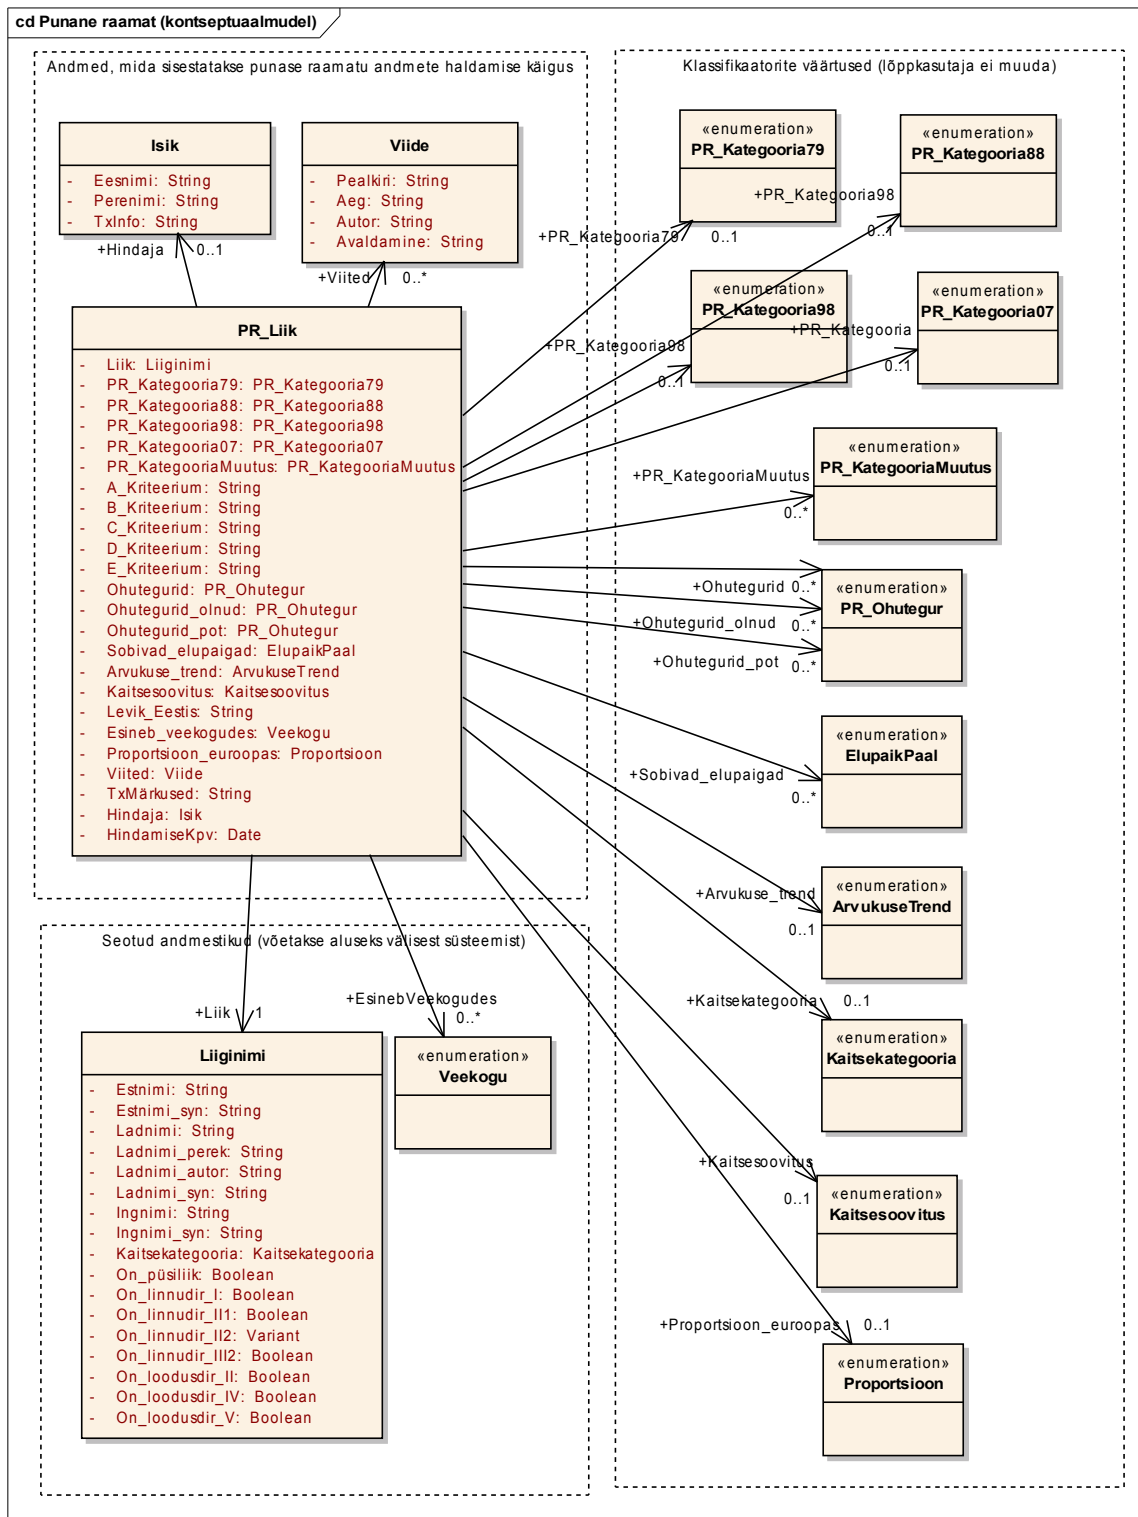 cd Punane raamat (kontseptuaalmudel)
Andmed, mida sisestatakse punase raamatu andmete haldamise käigus
Isik
- Eesnimi: String
- Perenimi: String
- TxInfo: String
Viide
- Pealkiri: String
- Aeg: String
- Autor: String
- Avaldamine: String
+Hindaja 0..1
+Viited 0..*
PR_Liik
- Liik: Liiginimi
- PR_Kategooria79: PR_Kategooria79
- PR_Kategooria88: PR_Kategooria88
- PR_Kategooria98: PR_Kategooria98
- PR_Kategooria07: PR_Kategooria07
- PR_KategooriaMuutus: PR_KategooriaMuutus
- A_Kriteerium: String
- B_Kriteerium: String
- C_Kriteerium: String
- D_Kriteerium: String
- E_Kriteerium: String
- Ohutegurid: PR_Ohutegur
- Ohutegurid_olnud: PR_Ohutegur
- Ohutegurid_pot: PR_Ohutegur
- Sobivad_elupaigad: ElupaikPaal
- Arvukuse_trend: ArvukuseTrend
- Kaitsesoovitus: Kaitsesoovitus
- Levik_Eestis: String
- Esineb_veekogudes: Veekogu
- Proportsioon_euroopas: Proportsioon
- Viited: Viide
- TxMärkused: String
- Hindaja: Isik
- HindamiseKpv: Date
Seotud andmestikud (võetakse aluseks välisest süsteemist)
+Liik 1
+EsinebVeekogudes
0..*
Liiginimi
- Estnimi: String
- Estnimi_syn: String
- Ladnimi: String
- Ladnimi_perek: String
- Ladnimi_autor: String
- Ladnimi_syn: String
- Ingnimi: String
- Ingnimi_syn: String
- Kaitsekategooria: Kaitsekategooria
- On_püsiliik: Boolean
- On_linnudir_I: Boolean
- On_linnudir_II1: Boolean
- On_linnudir_II2: Variant
- On_linnudir_III2: Boolean
- On_loodusdir_II: Boolean
- On_loodusdir_IV: Boolean
- On_loodusdir_V: Boolean
«enumeration»
Veekogu
Klassifikaatorite väärtused (lõppkasutaja ei muuda)
«enumeration»
PR_Kategooria79
«enumeration»
PR_Kategooria88
+PR_Kategooria98
0..1
+PR_Kategooria79
0..1
«enumeration»
PR_Kategooria98
«enumeration»
PR_Kategooria07
+PR_Kategooria
0..1
+PR_Kategooria98
0..1
«enumeration»
PR_KategooriaMuutus
+PR_KategooriaMuutus
0..*
+Ohutegurid 0..*
+Ohutegurid_olnud 0..*
+Ohutegurid_pot 0..*
«enumeration»
PR_Ohutegur
«enumeration»
ElupaikPaal
+Sobivad_elupaigad
0..*
«enumeration»
ArvukuseTrend
+Arvukuse_trend
0..1
+Kaitsekategooria 0..1
«enumeration»
Kaitsekategooria
+Kaitsesoovitus
0..1
«enumeration»
Kaitsesoovitus
+Proportsioon_euroopas 0..1
«enumeration»
Proportsioon